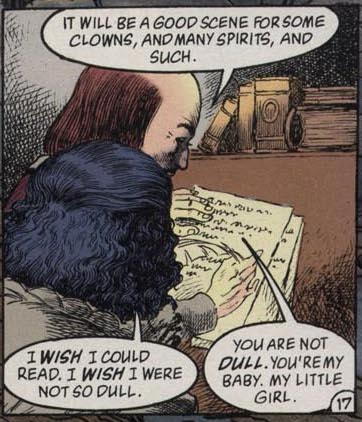 IT WILL BE A GOOD SCENE FOR SOME
CLOWNS, AND MANY SPIRITS, AND
SUCH.
I WISH I COULD
READ. I WISH I WERE
NOT SO DULL.
YOU ARE NOT
DULL. YOU'RE MY
BABY. MY LITTLE
GIRL.
17